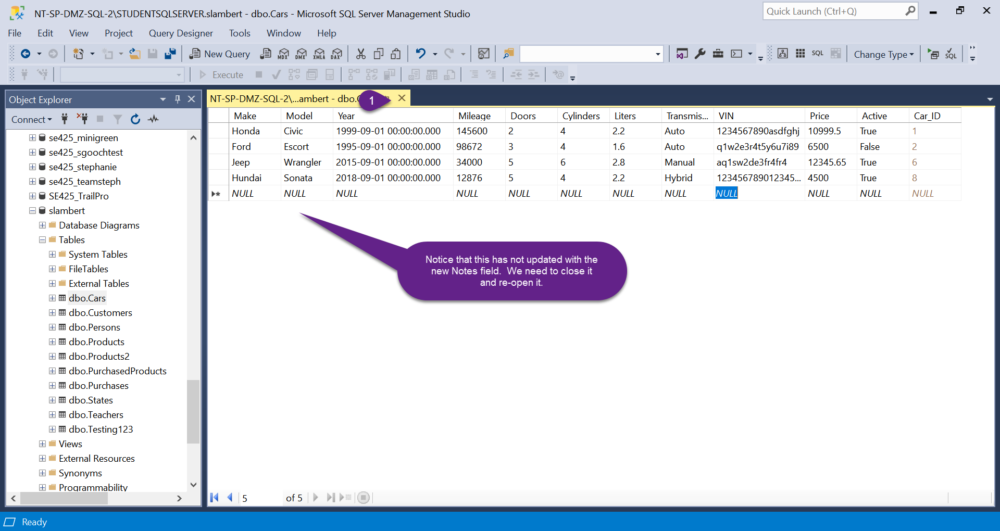 NT-SP-DMZ-SQL-2\STUDENTSQLSERVER.slambert - dbo.Cars - Microsoft SQL Server Management Studio
Quick Launch (Ctrl+Q)
File Edit View Project Query Designer Tools Window Help
New Query MDX DMX XMLA DAX SQL Change Type SQL
Execute
Object Explorer
Connect
se425_minigreen
se425_sgoochtest
se425_stephanie
se425_teamsteph
SE425_TrailPro
slambert
Database Diagrams
Tables
System Tables
FileTables
External Tables
dbo.Cars
dbo.Customers
dbo.Persons
dbo.Products
dbo.Products2
dbo.PurchasedProducts
dbo.Purchases
dbo.States
dbo.Teachers
dbo.Testing123
Views
External Resources
Synonyms
Programmability
NT-SP-DMZ-SQL-2\...ambert - dbo.
1
Make Model Year Mileage Doors Cylinders Liters Transmis... VIN Price Active Car_ID
Honda Civic 1999-09-01 00:00:00.000 145600 2 4 2.2 Auto 1234567890asdfghj 10999.5 True 1
Ford Escort 1995-09-01 00:00:00.000 98672 3 4 1.6 Auto q1w2e3r4t5y6u7i89 6500 False 2
Jeep Wrangler 2015-09-01 00:00:00.000 34000 5 6 2.8 Manual aq1sw2de3fr4fr4 12345.65 True 6
Hundai Sonata 2018-09-01 00:00:00.000 12876 5 4 2.2 Hybrid 123456789012345... 4500 True 8
NULL NULL NULL NULL NULL NULL NULL NULL NULL NULL NULL NULL
Notice that this has not updated with the
new Notes field. We need to close it
and re-open it.
5 of 5
Ready